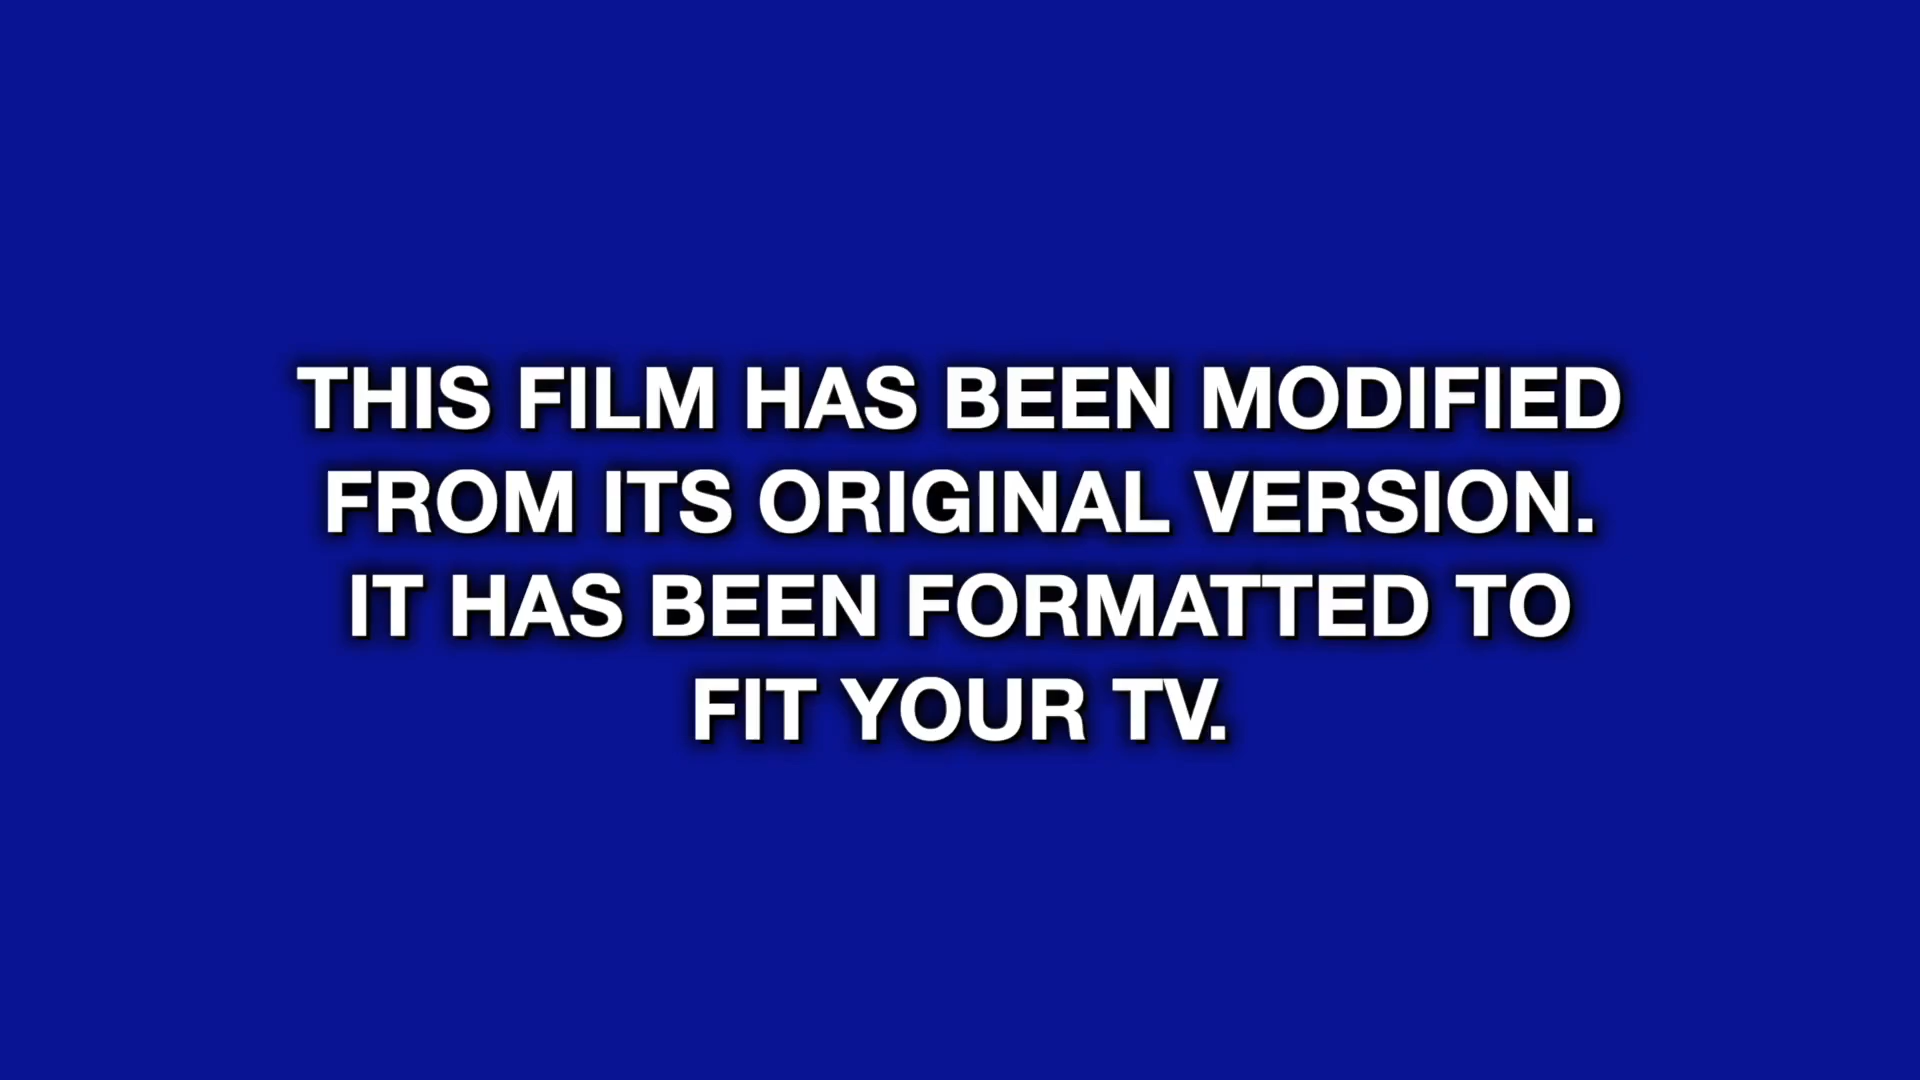 THIS FILM HAS BEEN MODIFIED
FROM ITS ORIGINAL VERSION.
IT HAS BEEN FORMATTED TO
FIT YOUR TV.